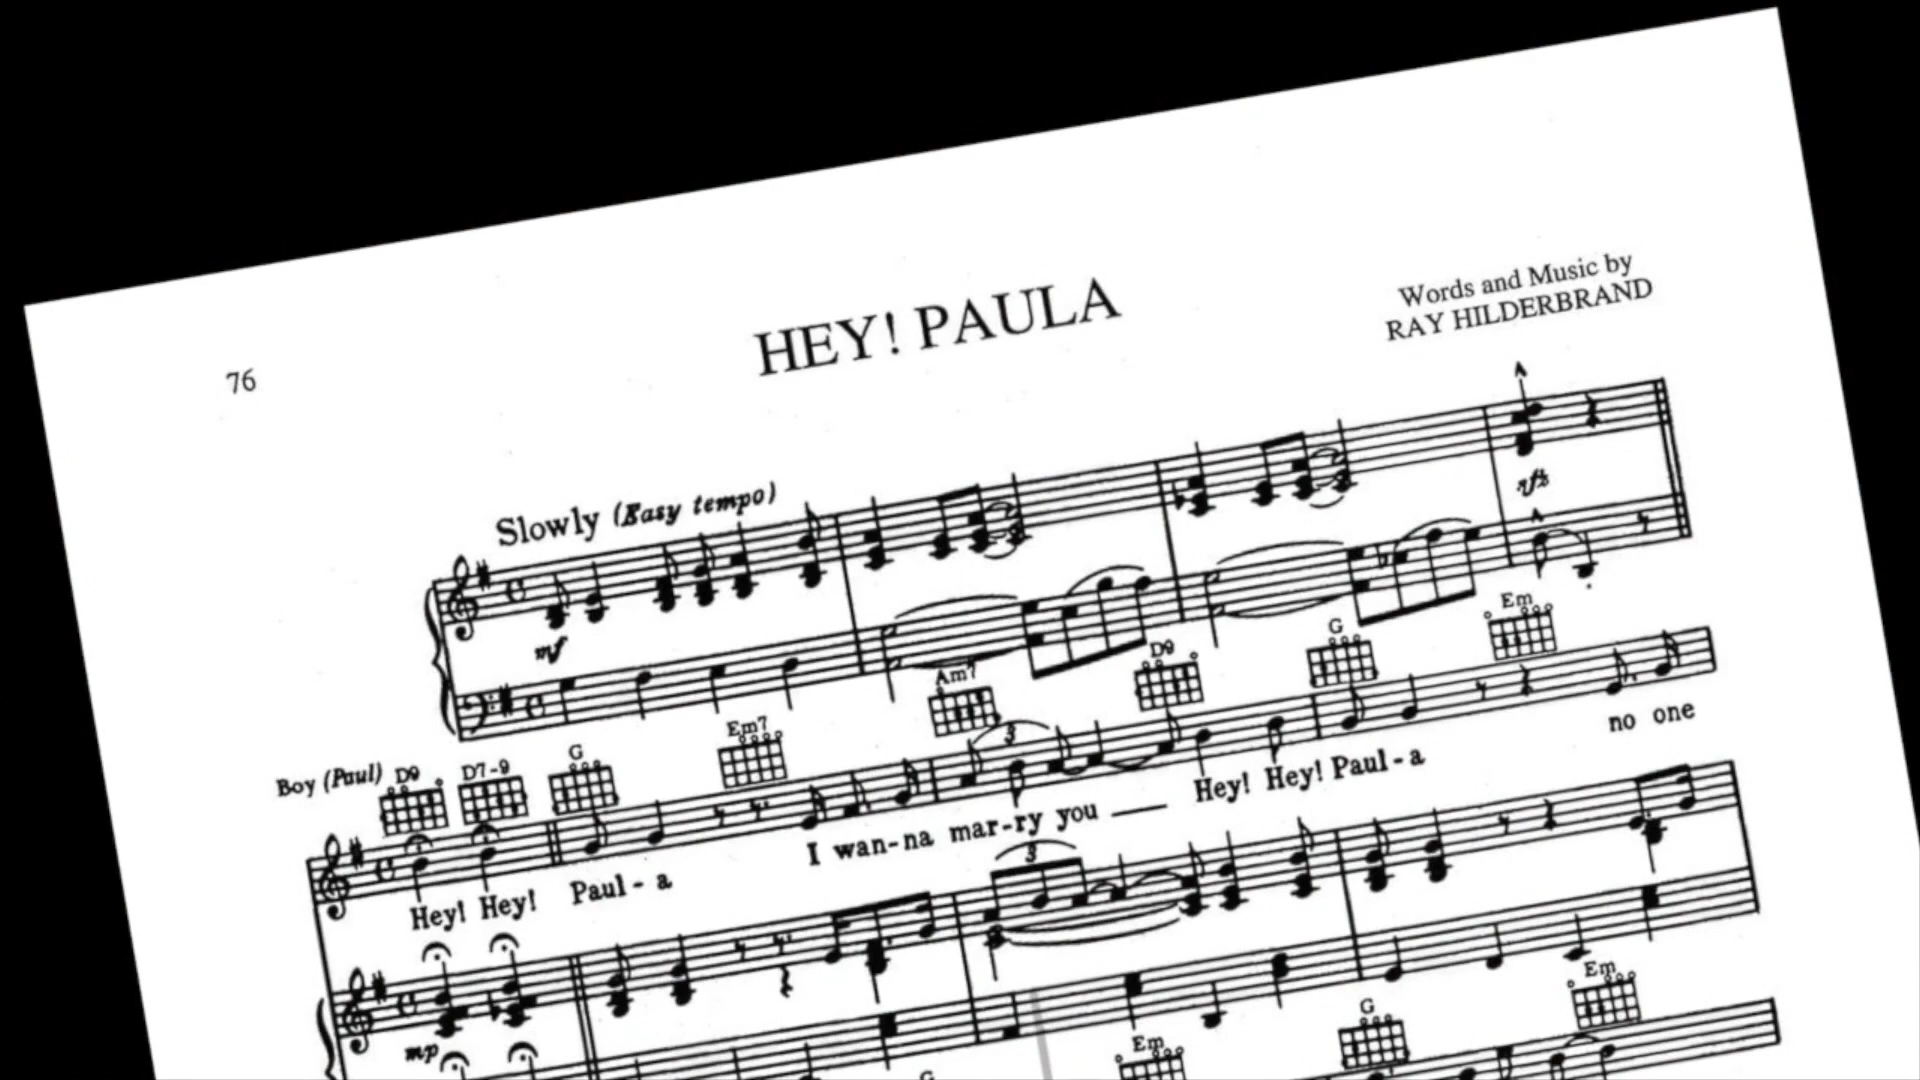 76
HEY! PAULA
Words and Music by
RAY HILDERBRAND
Slowly (Easy tempo)
mf
sfz
Boy (Paul)
D9 D7-9 G Em7 Am7 D9 G Em
3
Hey! Hey! Paul - a I wan-na mar-ry you Hey! Hey! Paul - a no one
3
mp
G Em G Em